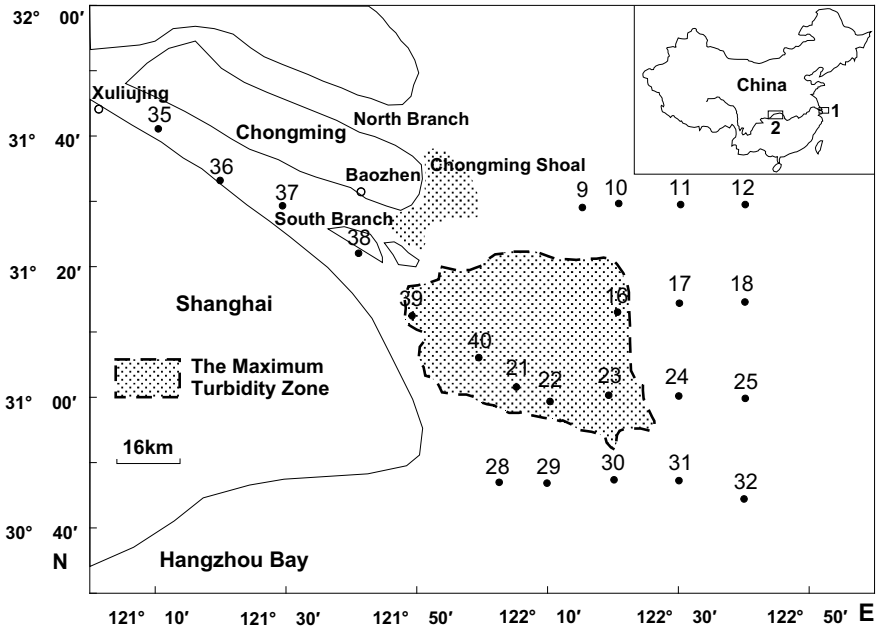 32° 00′
China
1
2
Xuliujing
35
31° 40′
North Branch
Chongming
36
Chongming Shoal
Baozhen
37
9
10
11
12
South Branch
38
31° 20′
Shanghai
39
16
17
18
40
The Maximum
Turbidity Zone
21
22
23
24
25
31° 00′
16km
28
29
30
31
32
30° 40′
N
Hangzhou Bay
121° 10′
121° 30′
121° 50′
122° 10′
122° 30′
122° 50′
E